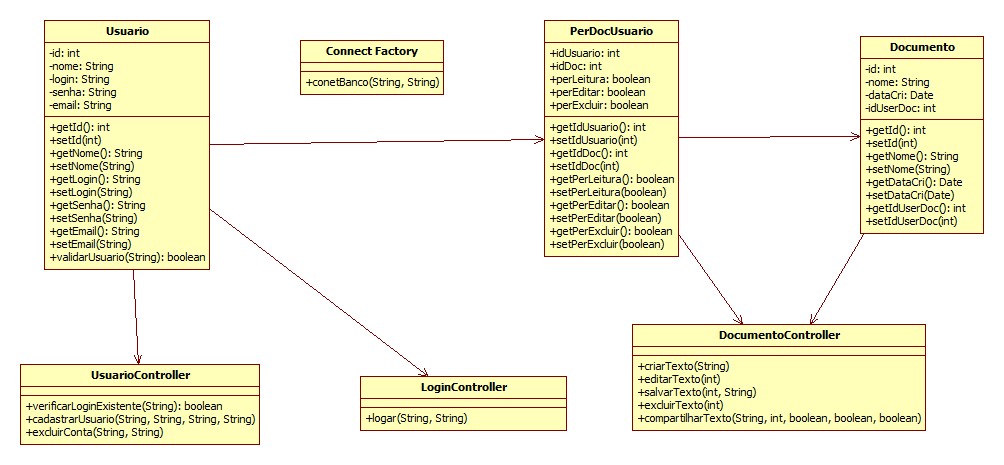 Usuario
-id: int
-nome: String
-login: String
-senha: String
-email: String
+getId(): int
+setId(int)
+getNome(): String
+setNome(String)
+getLogin(): String
+setLogin(String)
+getSenha(): String
+setSenha(String)
+getEmail(): String
+setEmail(String)
+validarUsuario(String): boolean
Connect Factory
+conetBanco(String, String)
PerDocUsuario
+idUsuario: int
+idDoc: int
+perLeitura: boolean
+perEditar: boolean
+perExcluir: boolean
+getIdUsuario(): int
+setIdUsuario(int)
+getIdDoc(): int
+setIdDoc(int)
+getPerLeitura(): boolean
+setPerLeitura(boolean)
+getPerEditar(): boolean
+setPerEditar(boolean)
+getPerExcluir(): boolean
+setPerExcluir(boolean)
Documento
-id: int
-nome: String
-dataCri: Date
-idUserDoc: int
+getId(): int
+setId(int)
+getNome(): String
+setNome(String)
+getDataCri(): Date
+setDataCri(Date)
+getIdUserDoc(): int
+setIdUserDoc(int)
UsuarioController
+verificarLoginExistente(String): boolean
+cadastrarUsuario(String, String, String, String)
+excluirConta(String, String)
LoginController
+logar(String, String)
DocumentoController
+criarTexto(String)
+editarTexto(int)
+salvarTexto(int, String)
+excluirTexto(int)
+compartilharTexto(String, int, boolean, boolean, boolean)